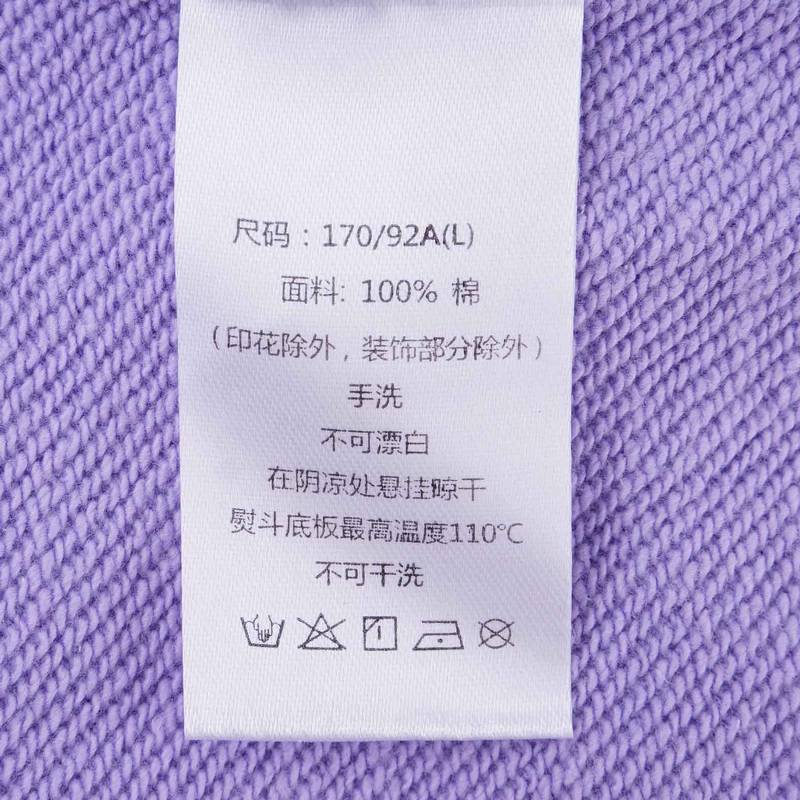 尺码：170/92A(L)
面料: 100% 棉
（印花除外，装饰部分除外）
手洗
不可漂白
在阴凉处悬挂晾干
熨斗底板最高温度110℃
不可干洗